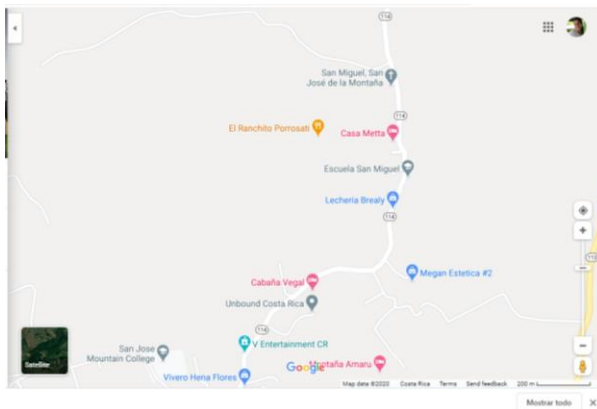 114
San Miguel, San
José de la Montaña
114
El Ranchito Porrosatí
Casa Metta
Escuela San Miguel
Lechería Brealy
114
Megan Estetica #2
Cabaña Vegal
Unbound Costa Rica
114
V Entertainment CR
San Jose
Mountain College
Google
Montaña Amaru
Vivero Hena Flores
Satellite
Map data ©2020 Costa Rica Terms Send feedback 200 m
Mostrar todo